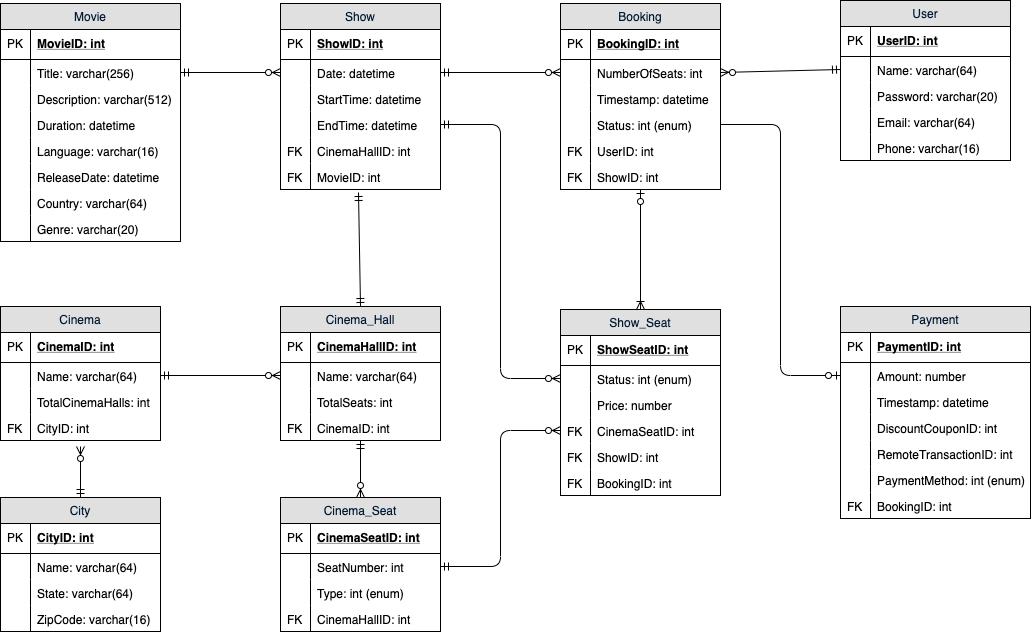 Movie
PK MovieID: int
Title: varchar(256)
Description: varchar(512)
Duration: datetime
Language: varchar(16)
ReleaseDate: datetime
Country: varchar(64)
Genre: varchar(20)
Show
PK ShowID: int
Date: datetime
StartTime: datetime
EndTime: datetime
FK CinemaHallID: int
FK MovieID: int
Booking
PK BookingID: int
NumberOfSeats: int
Timestamp: datetime
Status: int (enum)
FK UserID: int
FK ShowID: int
User
PK UserID: int
Name: varchar(64)
Password: varchar(20)
Email: varchar(64)
Phone: varchar(16)
Cinema
PK CinemaID: int
Name: varchar(64)
TotalCinemaHalls: int
FK CityID: int
Cinema_Hall
PK CinemaHallID: int
Name: varchar(64)
TotalSeats: int
FK CinemaID: int
Show_Seat
PK ShowSeatID: int
Status: int (enum)
Price: number
FK CinemaSeatID: int
FK ShowID: int
FK BookingID: int
Payment
PK PaymentID: int
Amount: number
Timestamp: datetime
DiscountCouponID: int
RemoteTransactionID: int
PaymentMethod: int (enum)
FK BookingID: int
City
PK CityID: int
Name: varchar(64)
State: varchar(64)
ZipCode: varchar(16)
Cinema_Seat
PK CinemaSeatID: int
SeatNumber: int
Type: int (enum)
FK CinemaHallID: int